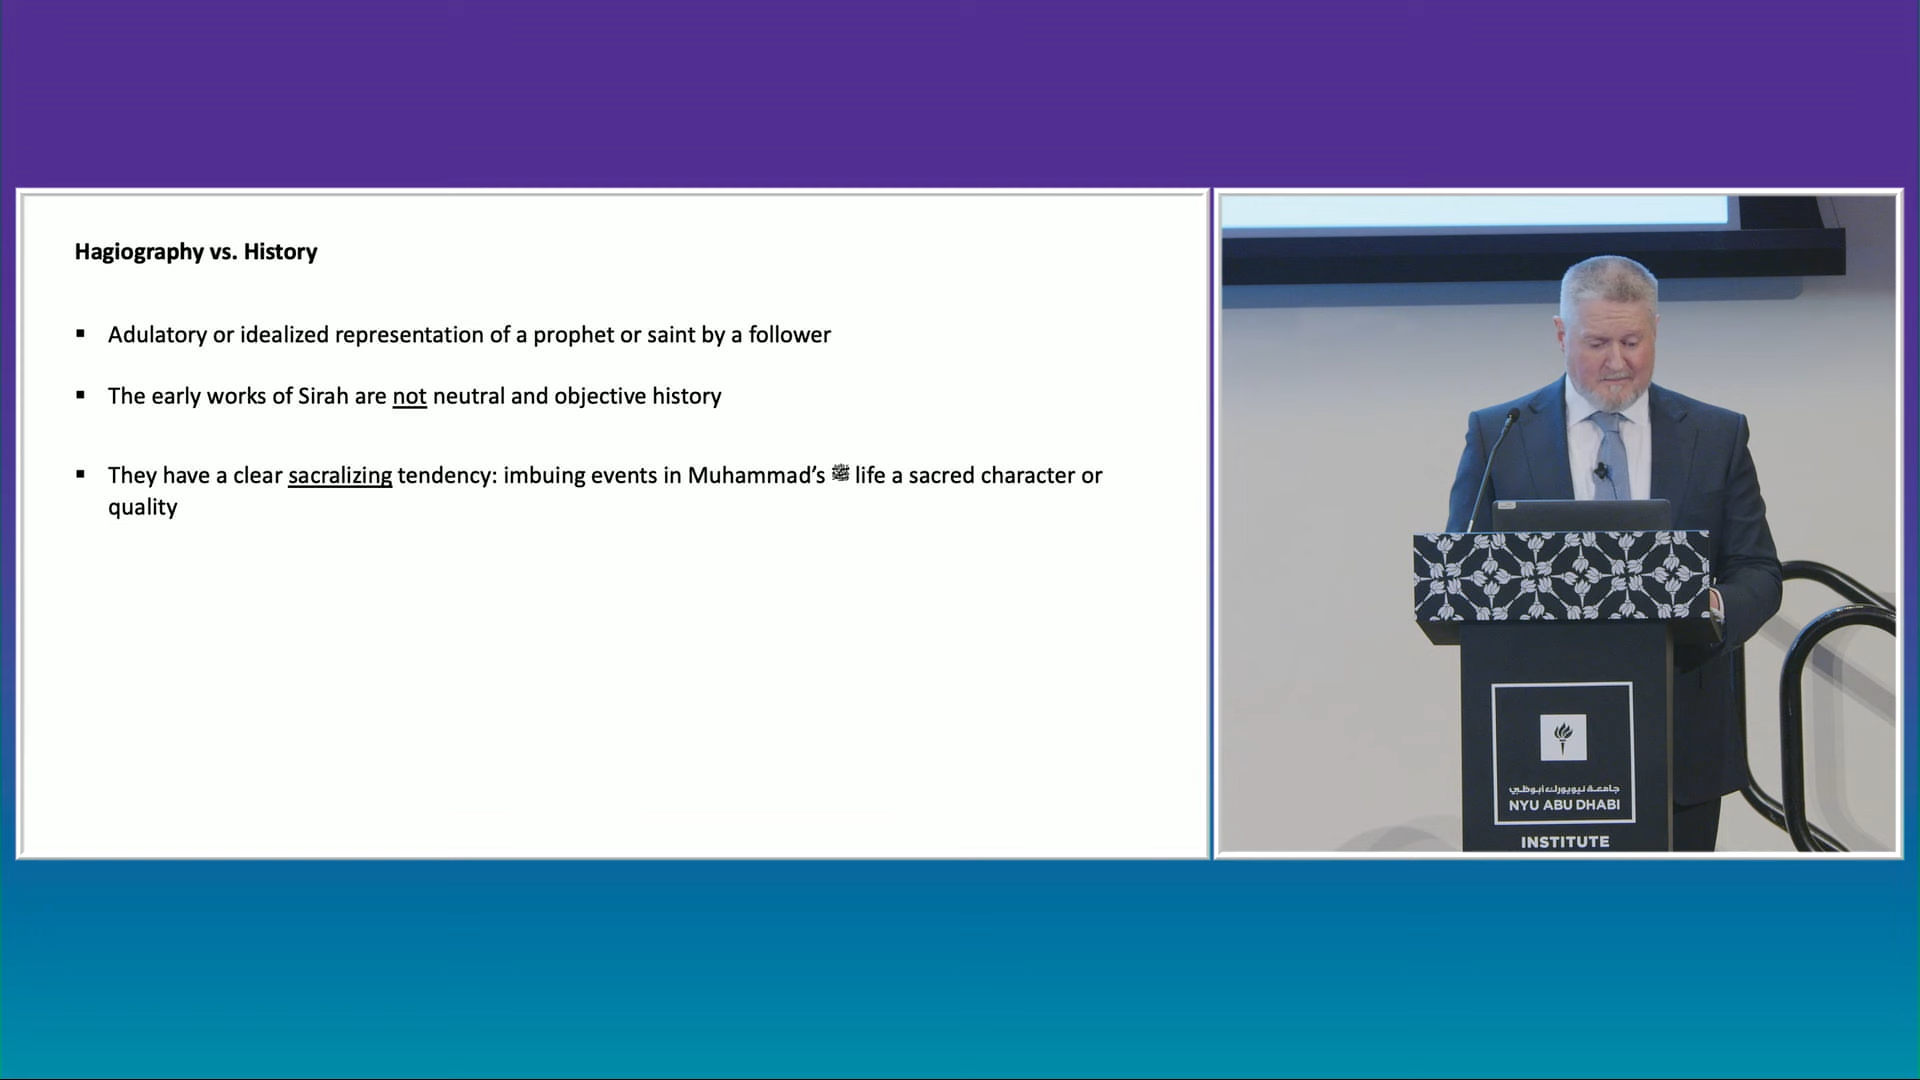 Hagiography vs. History
▪ Adulatory or idealized representation of a prophet or saint by a follower
▪ The early works of Sirah are not neutral and objective history
▪ They have a clear sacralizing tendency: imbuing events in Muhammad’s ﷺ life a sacred character or
quality
جامعة نيويورك أبوظبي
NYU ABU DHABI
INSTITUTE